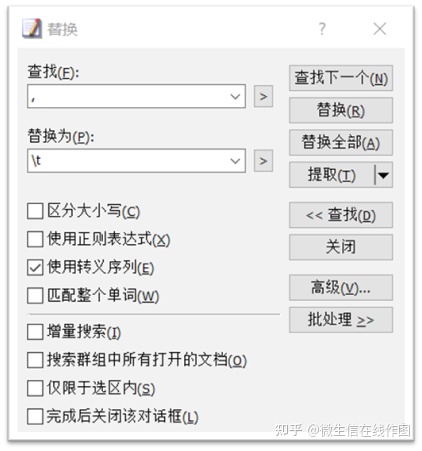 替换
查找(F):
,
查找下一个(N)
替换(R)
替换为(P):
\t
替换全部(A)
提取(T)
区分大小写(C)
<< 查找(D)
使用正则表达式(X)
关闭
使用转义序列(E)
高级(V)...
匹配整个单词(W)
批处理 >>
增量搜索(I)
搜索群组中所有打开的文档(O)
仅限于选区内(S)
完成后关闭该对话框(L)
知乎 @微生信在线作图